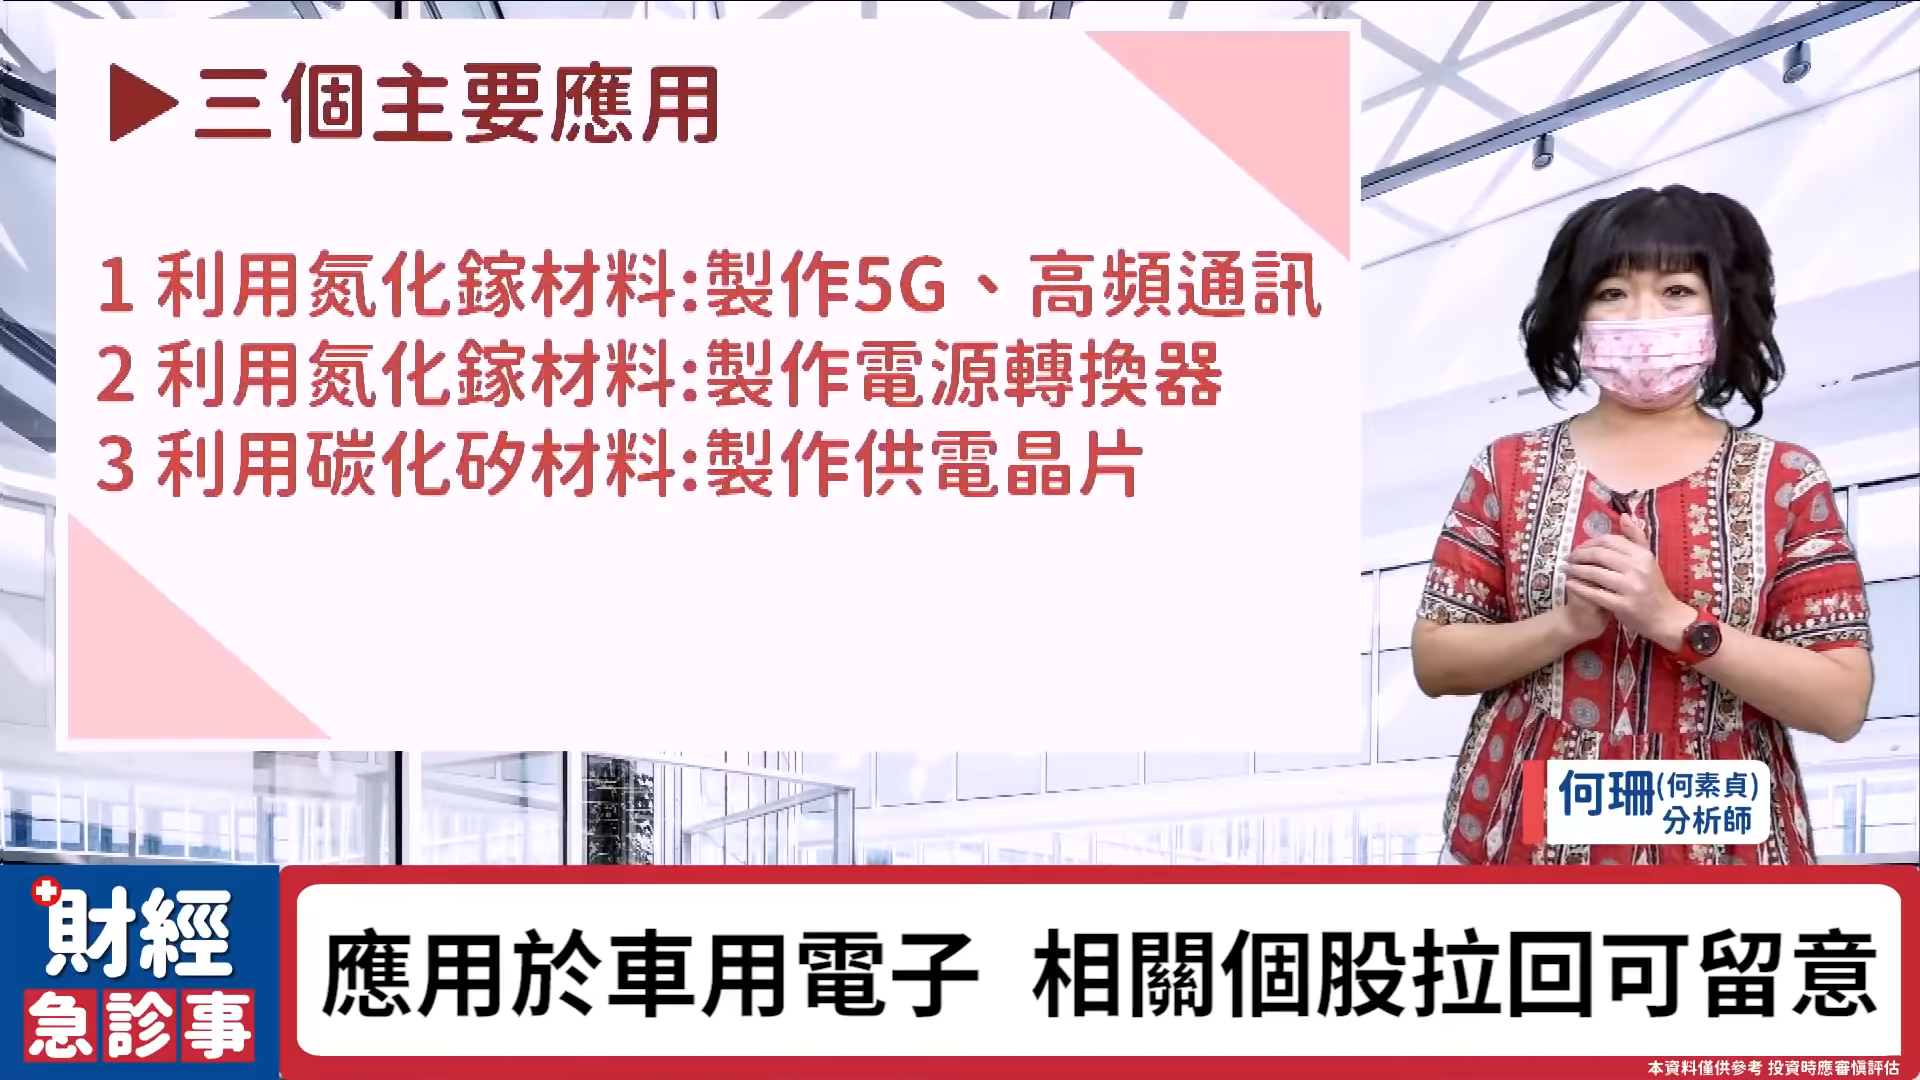 ▶三個主要應用
1 利用氮化鎵材料:製作5G、高頻通訊
2 利用氮化鎵材料:製作電源轉換器
3 利用碳化矽材料:製作供電晶片
何珊(何素貞)
分析師
財經
急診事
應用於車用電子 相關個股拉回可留意
本資料僅供參考 投資時應審慎評估